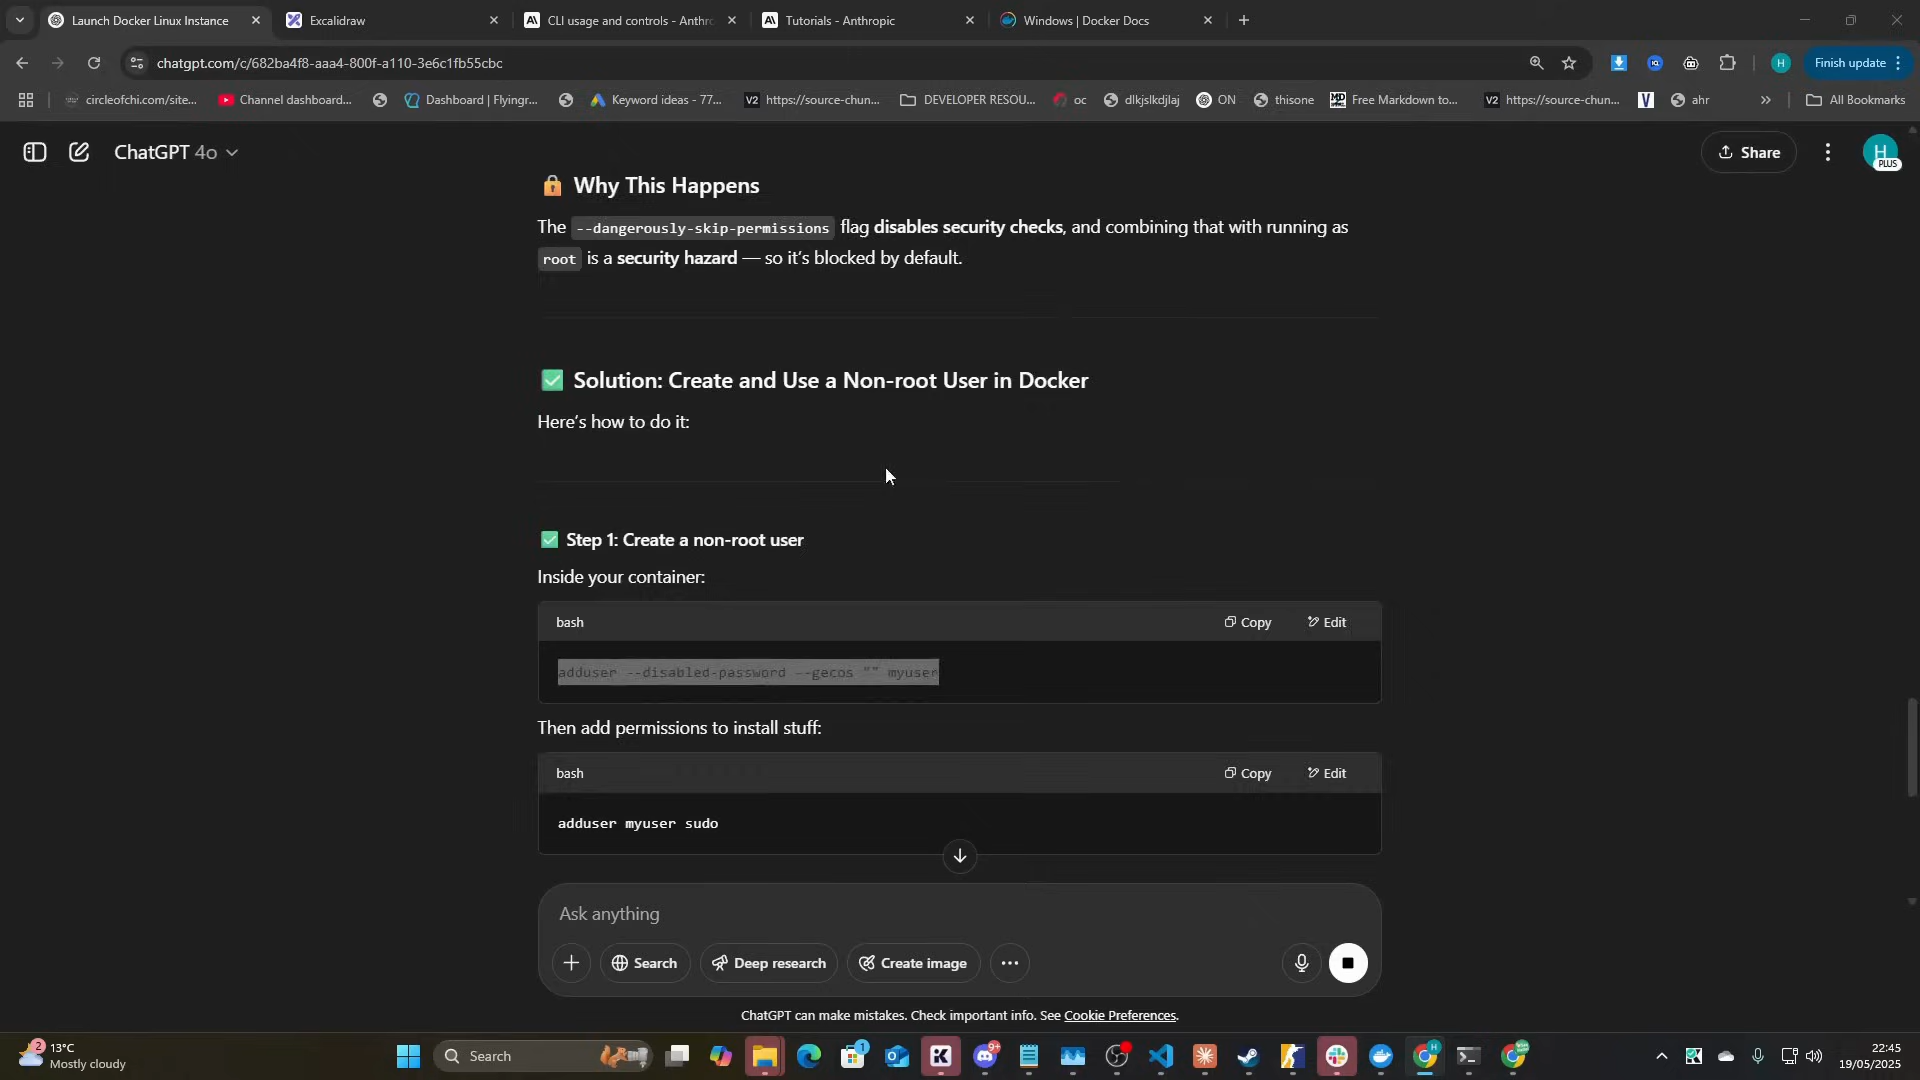 Launch Docker Linux Instance
Excalidraw
CLI usage and controls - Anthro
Tutorials - Anthropic
Windows | Docker Docs
chatgpt.com/c/682ba4f8-aaa4-800f-a110-3e6c1fb55cbc
H
Finish update
circleofchi.com/site...
Channel dashboard...
Dashboard | Flyingr...
Keyword ideas - 77...
V2 https://source-chun...
DEVELOPER RESOU...
oc
dlkjslkdjlaj
ON
thisone
Free Markdown to...
V2 https://source-chun...
V
ahr
All Bookmarks
ChatGPT 4o
Share
H
PLUS
Why This Happens
The --dangerously-skip-permissions flag disables security checks, and combining that with running as
root is a security hazard — so it's blocked by default.
Solution: Create and Use a Non-root User in Docker
Here's how to do it:
Step 1: Create a non-root user
Inside your container:
bash
Copy
Edit
adduser --disabled-password --gecos "" myuser
Then add permissions to install stuff:
bash
Copy
Edit
adduser myuser sudo
Ask anything
Search
Deep research
Create image
ChatGPT can make mistakes. Check important info. See Cookie Preferences.
2
13°C
Mostly cloudy
Search
1
9+
22:45
19/05/2025